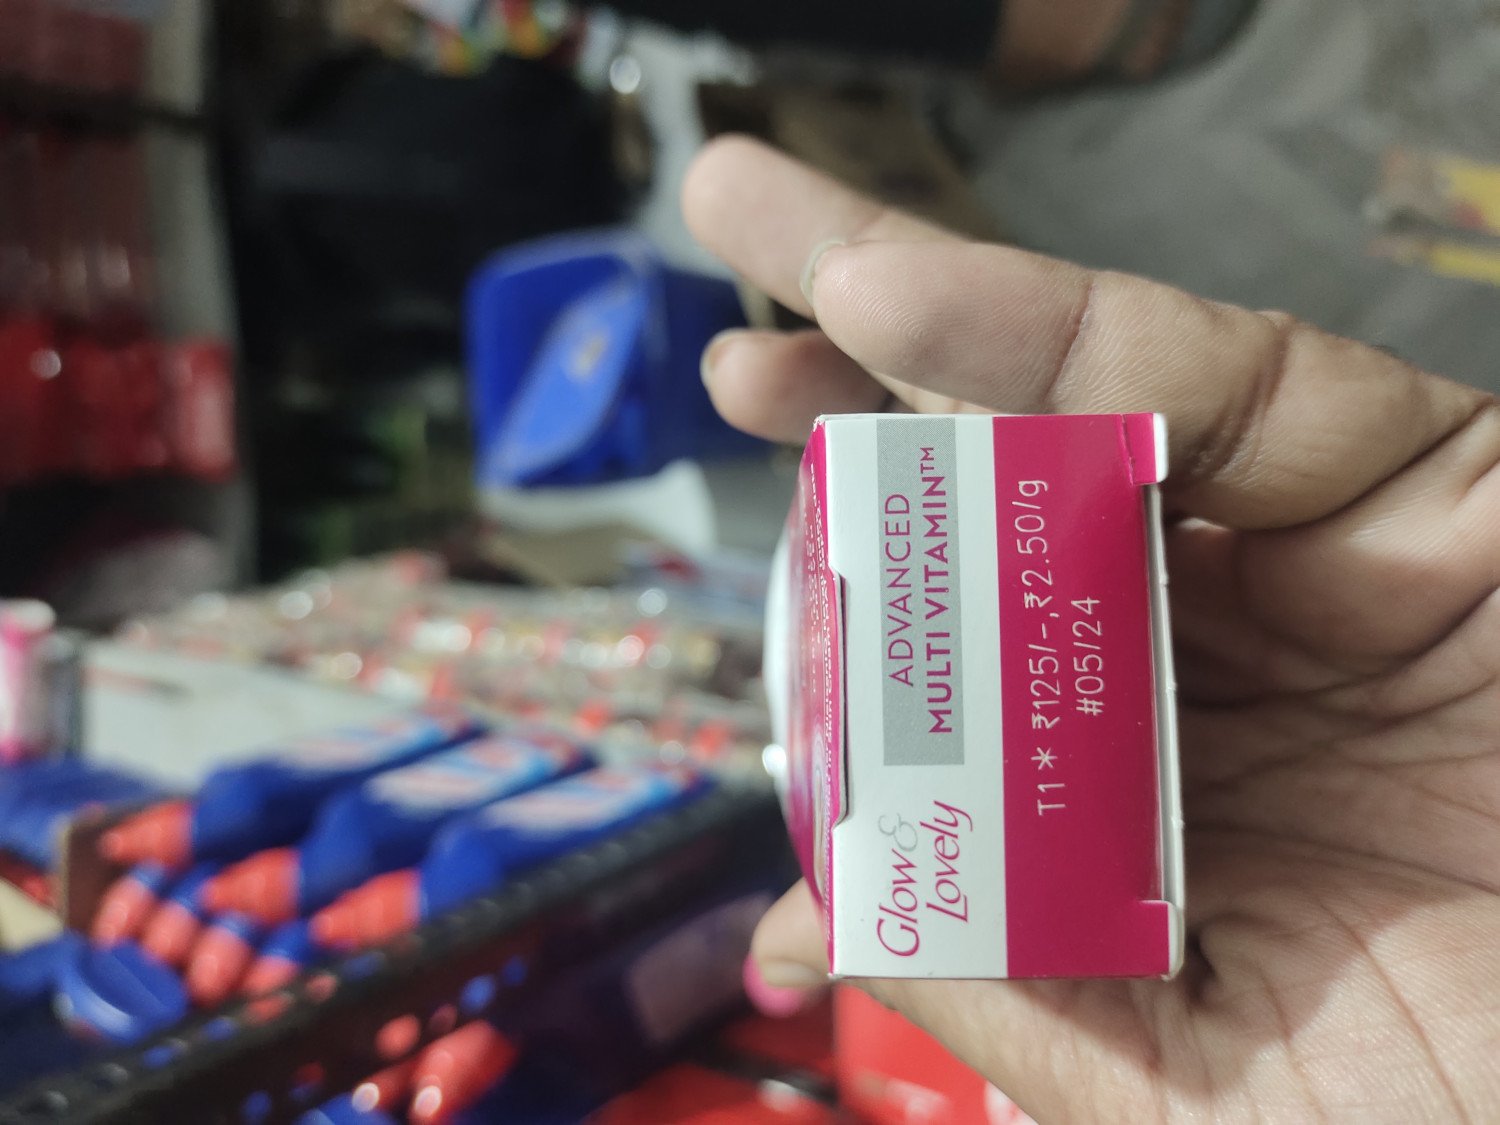 Glow &
Lovely
ADVANCED
MULTI VITAMIN™
T1 * ₹125/-,₹2.50/g
#05/24